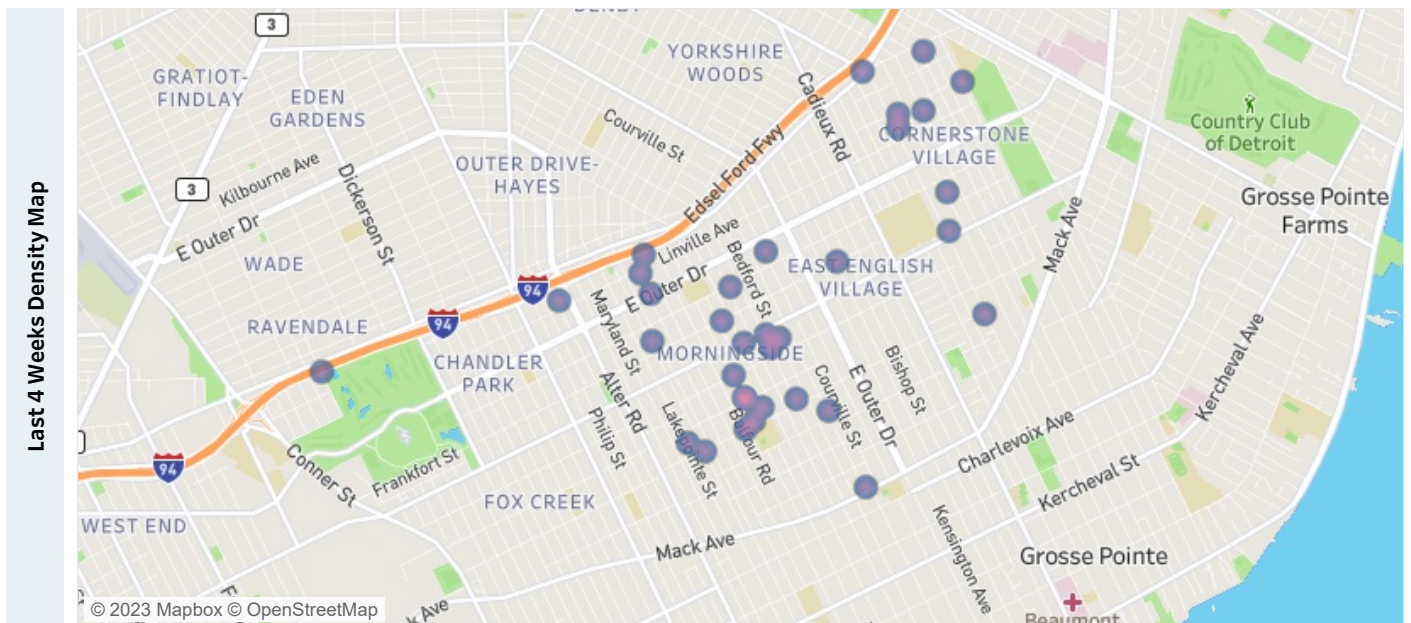 Last 4 Weeks Density Map
3
YORKSHIRE
WOODS
GRATIOT-
FINDLAY
EDEN
GARDENS
Cadieux Rd
Courville St
Country Club
of Detroit
CORNERSTONE
VILLAGE
OUTER DRIVE-
HAYES
Kilbourne Ave
3
Dickerson St
Edsel Ford Fwy
Grosse Pointe
Farms
E Outer Dr
Mack Ave
Linville Ave
WADE
Bedford St
EAST ENGLISH
VILLAGE
94
E Outer Dr
Maryland St
94
RAVENDALE
MORNINGSIDE
CHANDLER
PARK
Bishop St
Kercheval Ave
Alter Rd
Courville St
E Outer Dr
Philip St
Lakepointe St
Balfour Rd
Charlevoix Ave
94
Conner St
Frankfort St
Kercheval St
FOX CREEK
WEST END
Mack Ave
Kensington Ave
Grosse Pointe
© 2023 Mapbox © OpenStreetMap
Beaumont